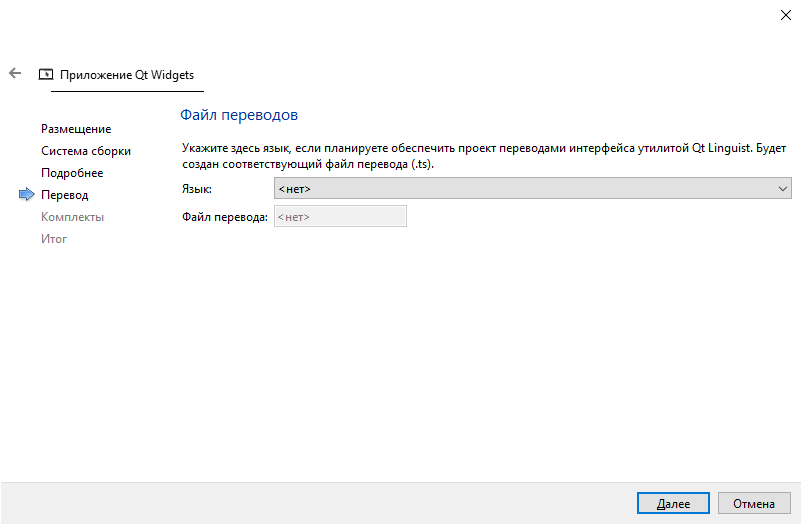 Приложение Qt Widgets
Размещение
Система сборки
Подробнее
Перевод
Комплекты
Итог
Файл переводов
Укажите здесь язык, если планируете обеспечить проект переводами интерфейса утилитой Qt Linguist. Будет
создан соответствующий файл перевода (.ts).
Язык: <нет>
Файл перевода: <нет>
Далее Отмена